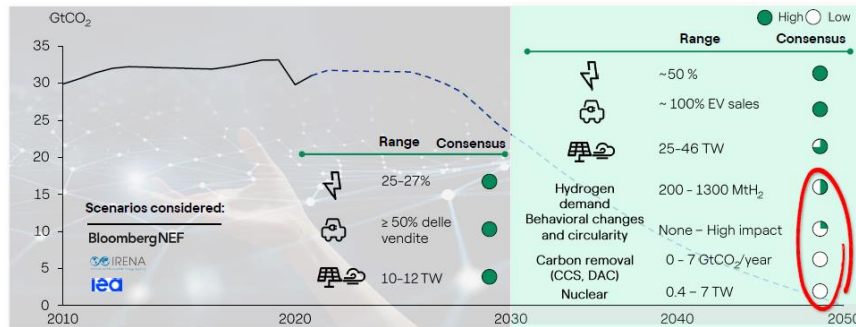 GtCO2
High Low
Range Consensus
35
30
25
20
15
10
5
0
~50 %
~ 100% EV sales
25-46 TW
Hydrogen demand 200 - 1300 MtH2
Behavioral changes and circularity None – High impact
Carbon removal (CCS, DAC) 0 - 7 GtCO2/year
Nuclear 0.4 – 7 TW
Range Consensus
25-27%
≥ 50% delle
vendite
10-12 TW
Scenarios considered:
BloombergNEF
IRENA
iea
2010
2020
2030
2040
2050